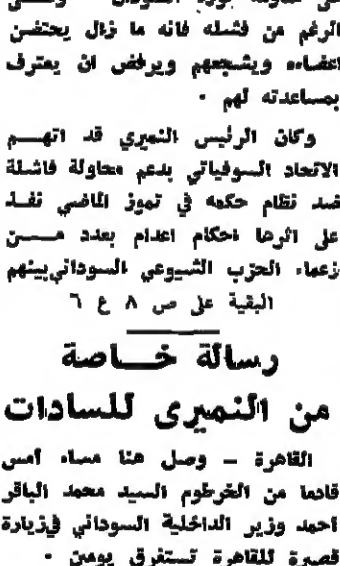 الرغم من فشله فانه ما زال يحتضن
اعضاءه ويشجعهم ويرفض ان يعترف
بمساعدته لهم .
وكان الرئيس النميري قد اتهم
الاتحاد السوفياتي بدعم محاولة فاشلة
ضد نظام حكمه في تموز الماضي نفذ
على اثرها احكام اعدام بعدد من
زعماء الحزب الشيوعي السوداني بينهم
البقية على ص ٨ ع ٦
رسالة خاصة
من النميري للسادات
القاهرة – وصل هنا مساء أمس
قادما من الخرطوم السيد محمد الباقر
احمد وزير الداخلية السوداني في زيارة
قصيرة للقاهرة تستغرق يومين .